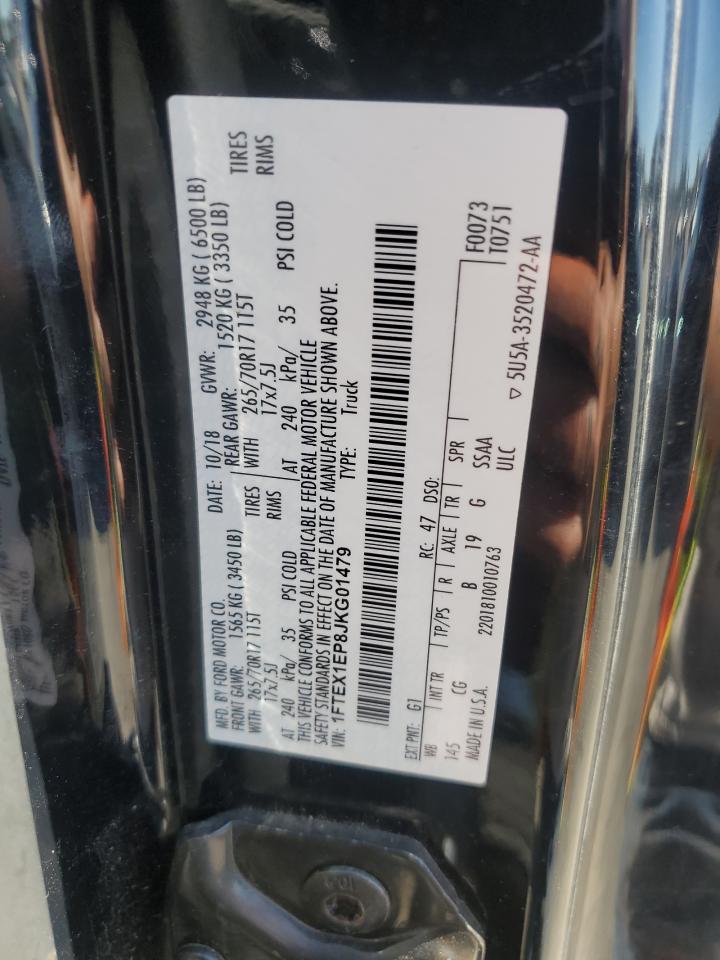 MFD. BY FORD MOTOR CO. DATE: 10/18 GVWR: 2948 KG ( 6500 LB)
FRONT GAWR: 1565 KG ( 3450 LB) REAR GAWR: 1520 KG ( 3350 LB)
WITH 265/70R17 115T TIRES WITH 265/70R17 115T TIRES
17x7.5J RIMS 17x7.5J RIMS
AT 240 kPa/ 35 PSI COLD AT 240 kPa/ 35 PSI COLD
THIS VEHICLE CONFORMS TO ALL APPLICABLE FEDERAL MOTOR VEHICLE
SAFETY STANDARDS IN EFFECT ON THE DATE OF MANUFACTURE SHOWN ABOVE.
VIN: 1FTEX1EP8JKG01479 TYPE: Truck
EXT PNT: G1 RC: 47 DSO: F0073
T0751
WB INT TR TP/PS R AXLE TR SPR
145 CG B 19 G SSAA
MADE IN U.S.A. 2201810010763 ULC
▽ 5U5A-3520472-AA
10.9